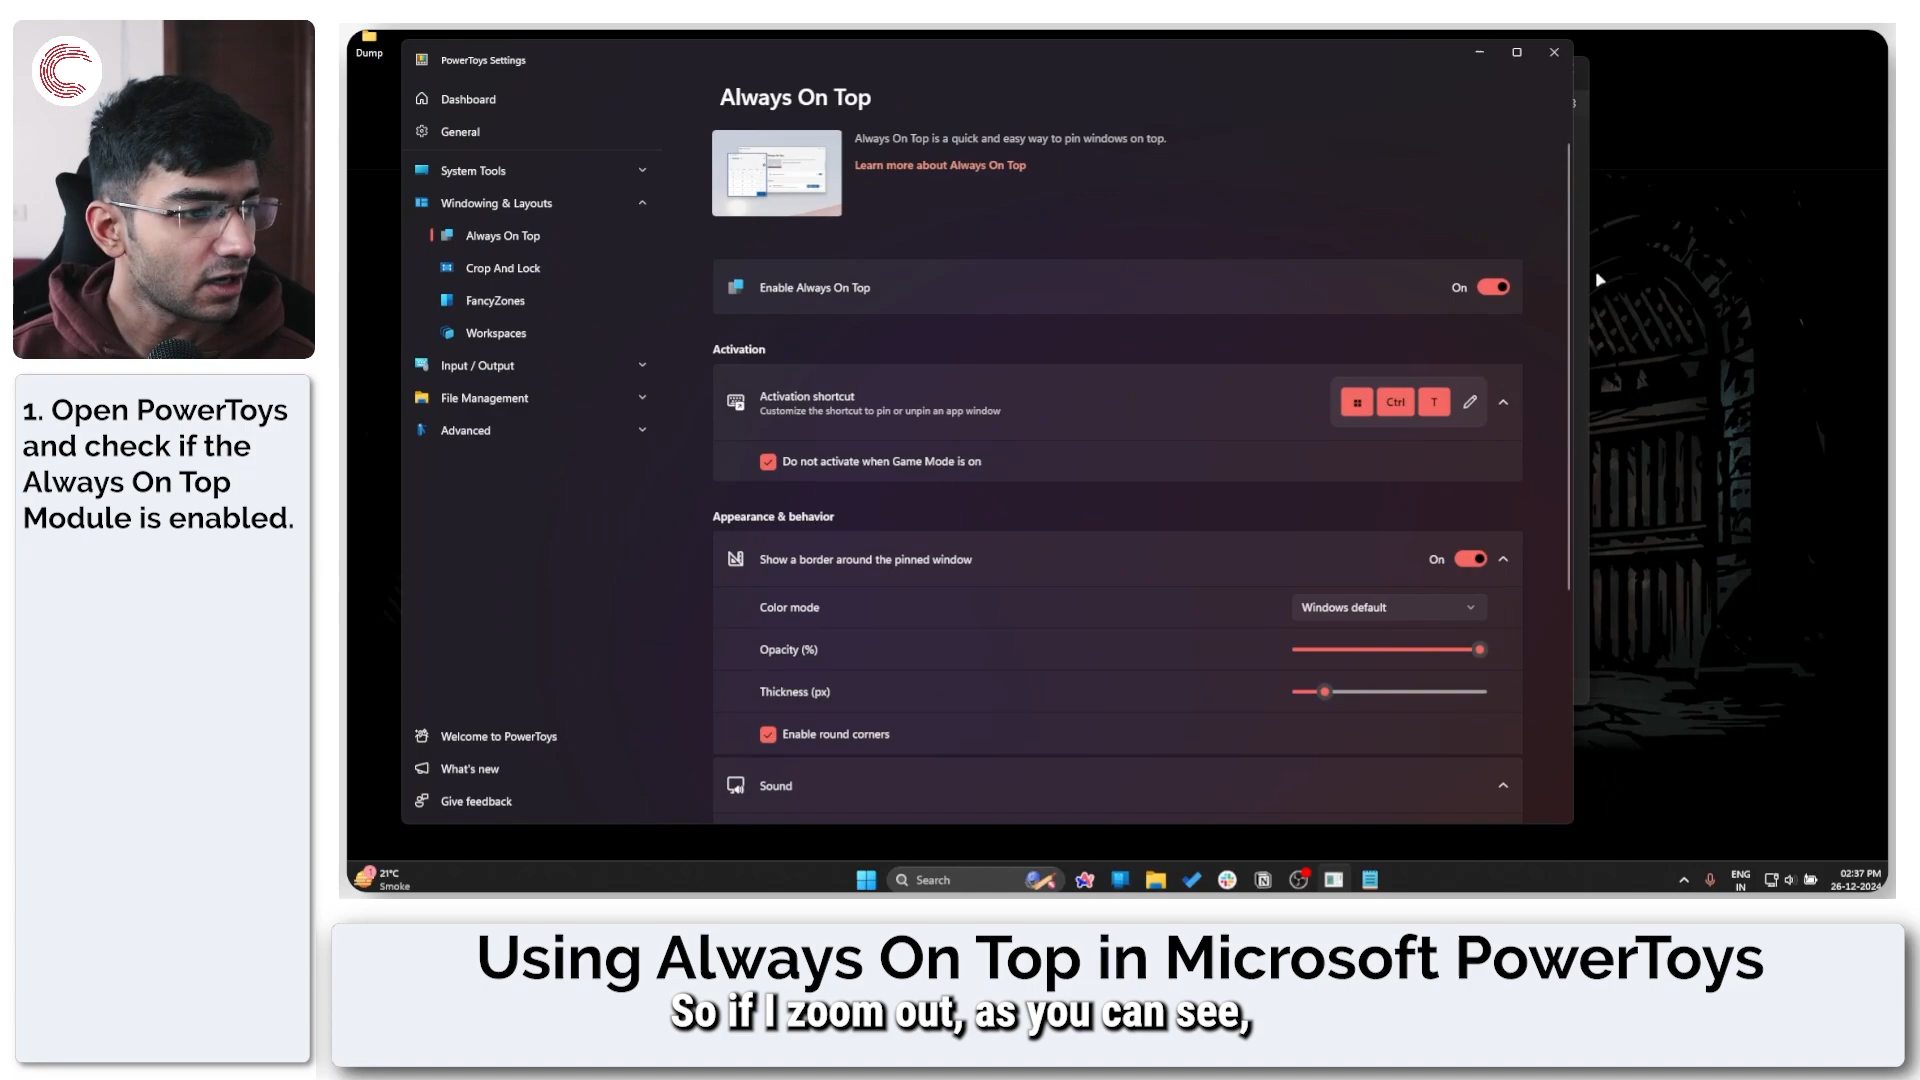 1. Open PowerToys
and check if the
Always On Top
Module is enabled.
Dump
PowerToys Settings
Dashboard
General
System Tools
Windowing & Layouts
Always On Top
Crop And Lock
FancyZones
Workspaces
Input / Output
File Management
Advanced
Welcome to PowerToys
What's new
Give feedback
Always On Top
Always On Top is a quick and easy way to pin windows on top.
Learn more about Always On Top
Enable Always On Top
On
Activation
Activation shortcut
Customize the shortcut to pin or unpin an app window
Ctrl
T
Do not activate when Game Mode is on
Appearance & behavior
Show a border around the pinned window
On
Color mode
Windows default
Opacity (%)
Thickness (px)
Enable round corners
Sound
21°C
Smoke
Search
ENG
IN
02:37 PM
26-12-2024
Using Always On Top in Microsoft PowerToys
So if I zoom out, as you can see,